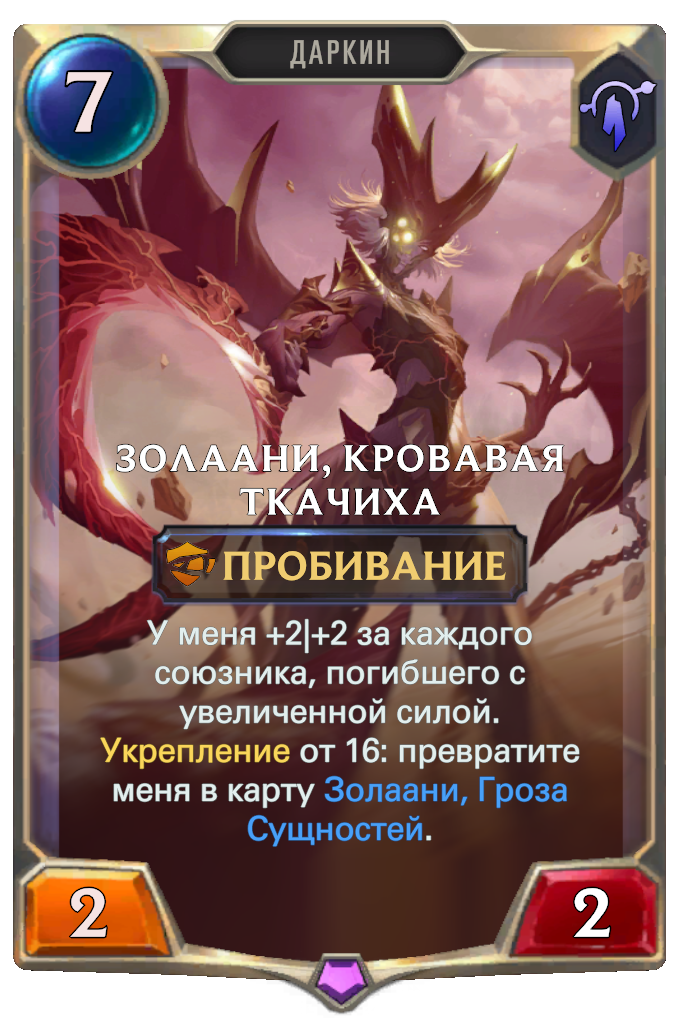 ДАРКИН
7
ЗОЛААНИ, КРОВАВАЯ
ТКАЧИХА
ПРОБИВАНИЕ
У меня +2|+2 за каждого
союзника, погибшего с
увеличенной силой.
Укрепление от 16: превратите
меня в карту Золаани, Гроза
Сущностей.
2
2